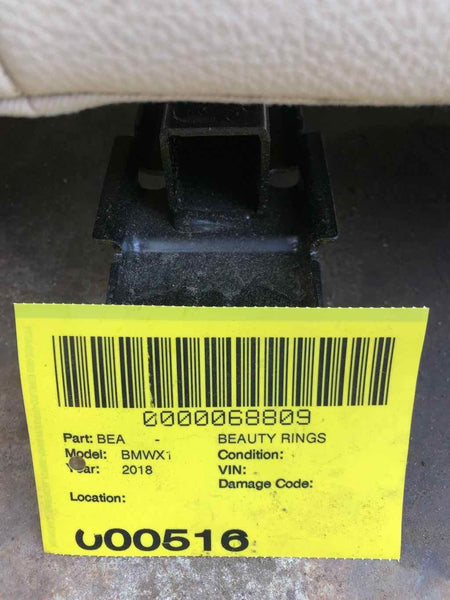 0000068809
Part: BEA - BEAUTY RINGS
Model: BMWX1 Condition:
Year: 2018 VIN:
Damage Code:
Location:
000516